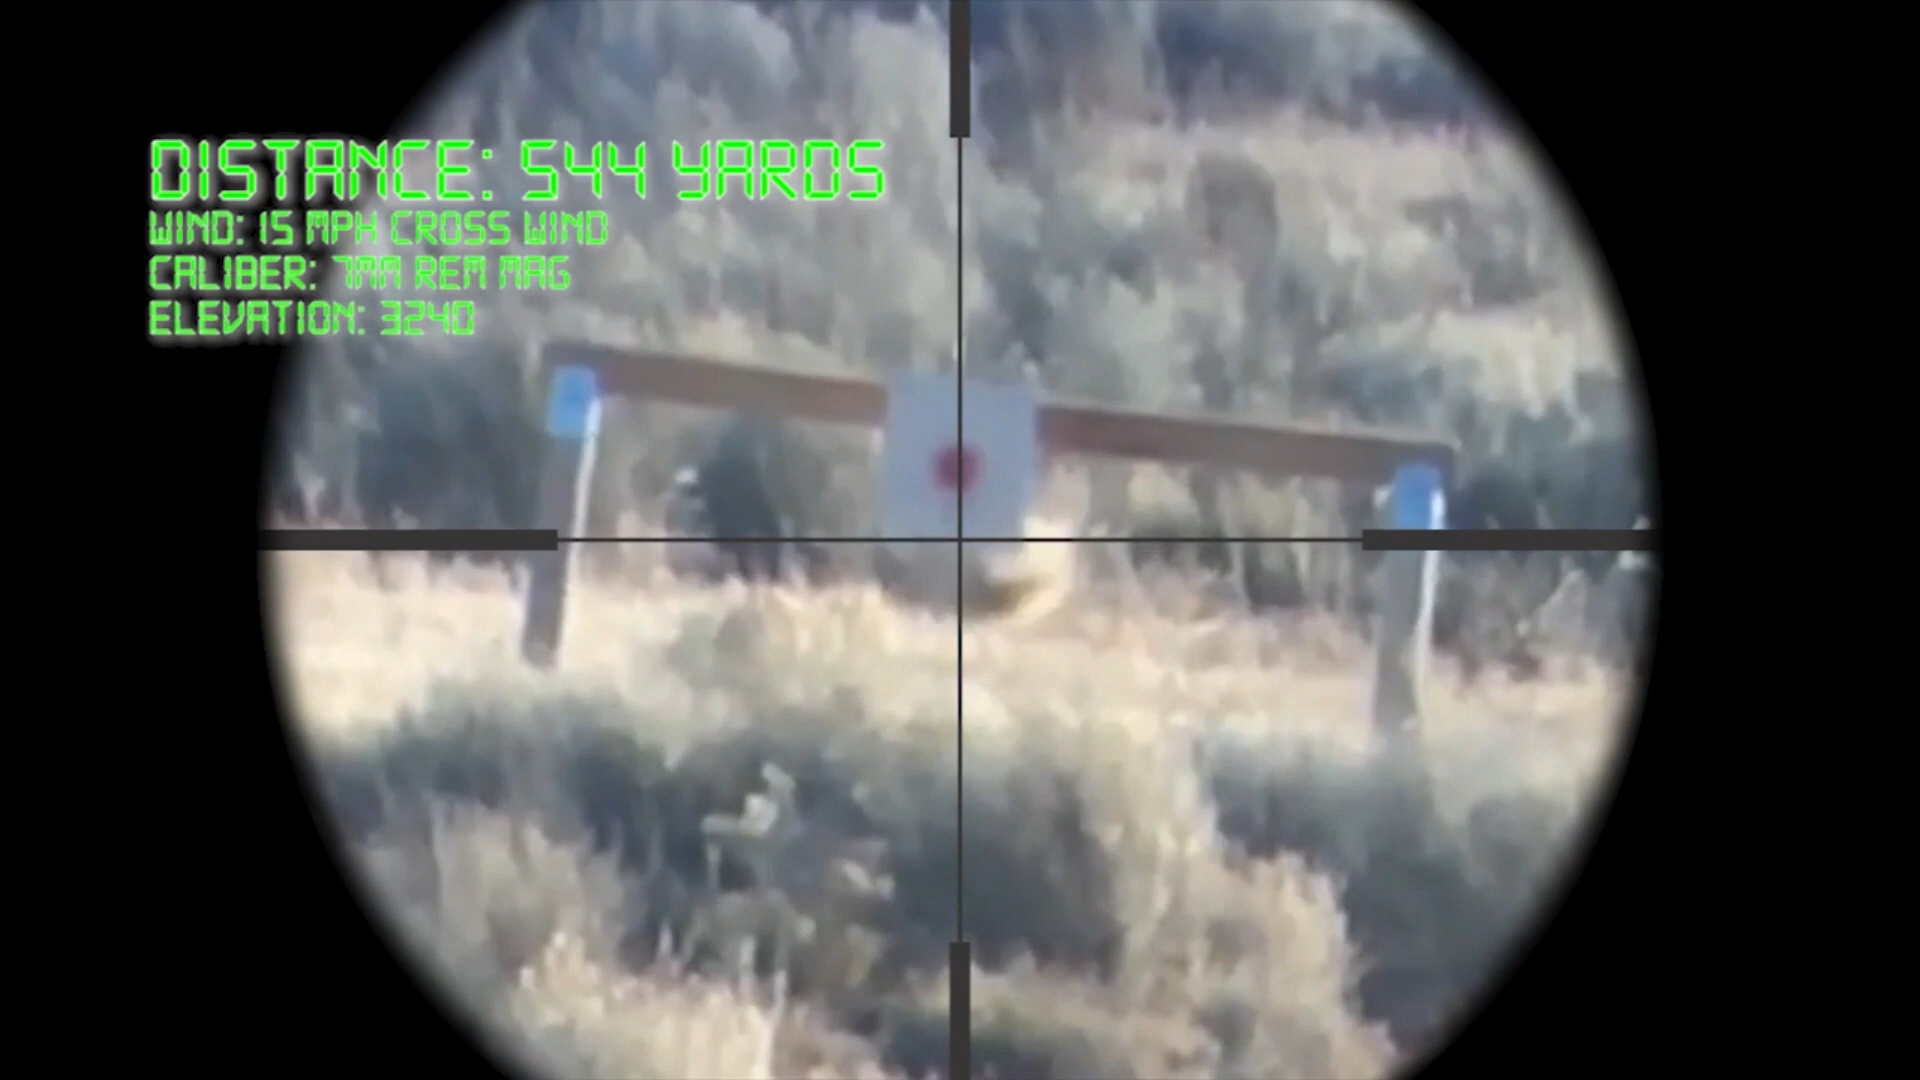 DISTANCE: 544 YARDS
WIND: 15 MPH CROSS WIND
CALIBER: 7MM REM MAG
ELEVATION: 3240